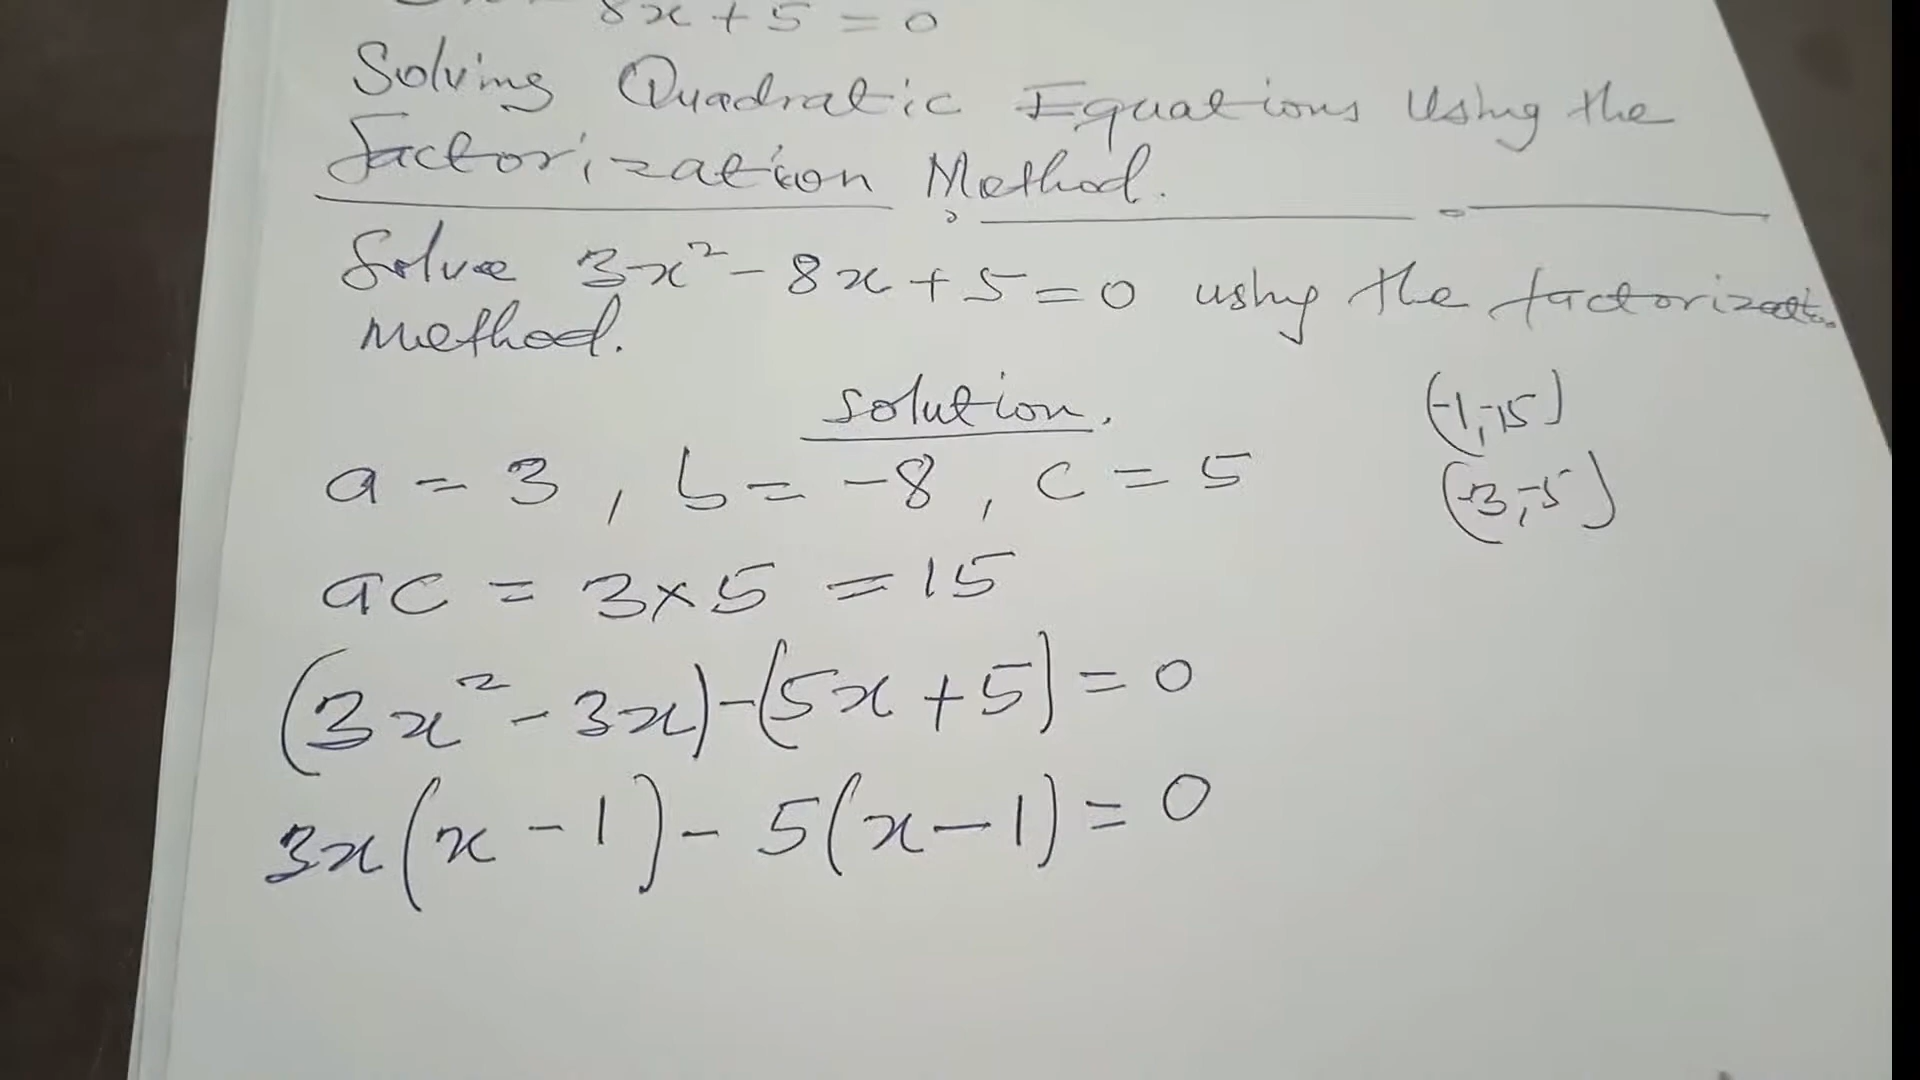 8x + 5 = 0
Solving Quadratic Equations Using the
Factorization Method.
Solve 3x² - 8x + 5 = 0 using the
method.
solution.
(-1, -15)
a = 3 , b = -8 , c = 5
(-3, -5)
ac = 3 × 5 = 15
(3x² - 3x) - (5x + 5) = 0
3x(x - 1) - 5(x - 1) = 0